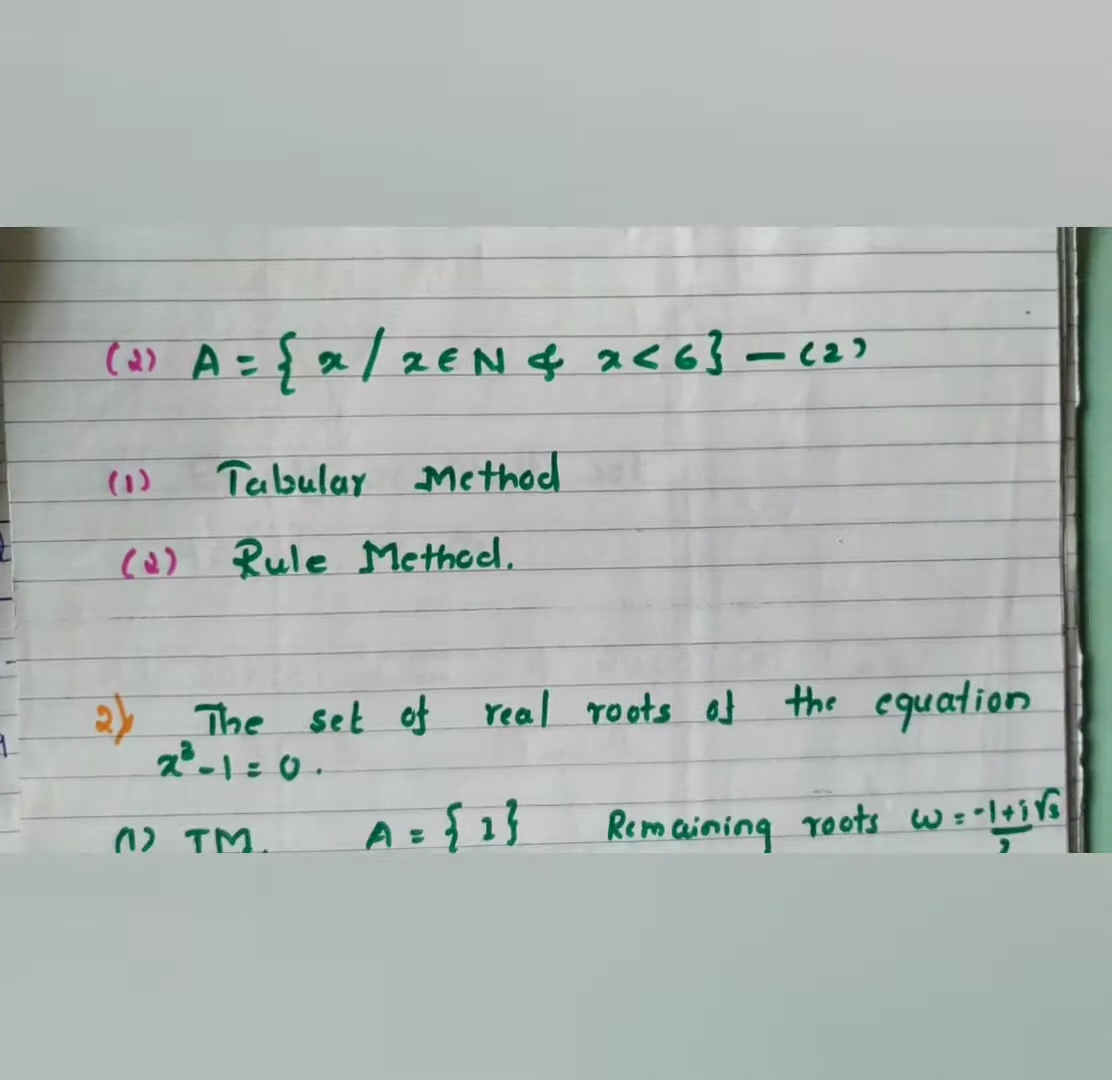 (2) A = { x / x ∈ N & x < 6} — (2)
(1) Tabular Method
(2) Rule Method.
2) The set of real roots of the equation
x³ - 1 = 0 .
(1) TM. A = { 1 } Remaining roots ω = -1+i√3 / 2